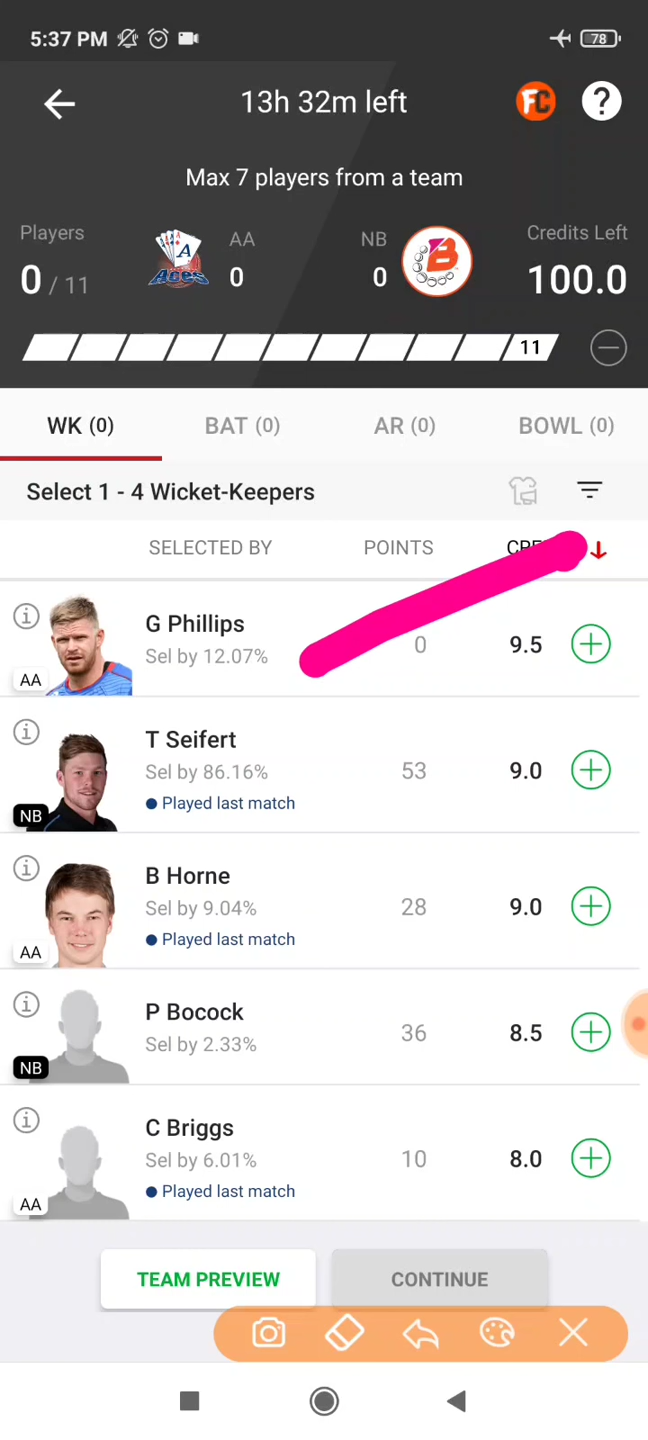 5:37 PM 78
13h 32m left FC ?
Max 7 players from a team
Players AA NB Credits Left
0 / 11 A Aces 0 0 B 100.0
11
WK (0) BAT (0) AR (0) BOWL (0)
Select 1 - 4 Wicket-Keepers
SELECTED BY POINTS
G Phillips
Sel by 12.07% 0 9.5
AA
T Seifert
Sel by 86.16% 53 9.0
Played last match
NB
B Horne
Sel by 9.04% 28 9.0
Played last match
AA
P Bocock
Sel by 2.33% 36 8.5
NB
C Briggs
Sel by 6.01% 10 8.0
Played last match
AA
TEAM PREVIEW CONTINUE